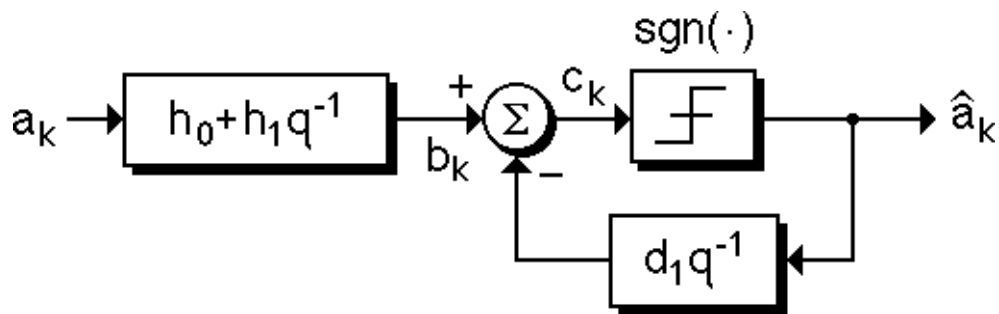 sgn(·)
a_k
h_0+h_1q^-1
+
b_k
Σ
−
c_k
â_k
d_1q^-1